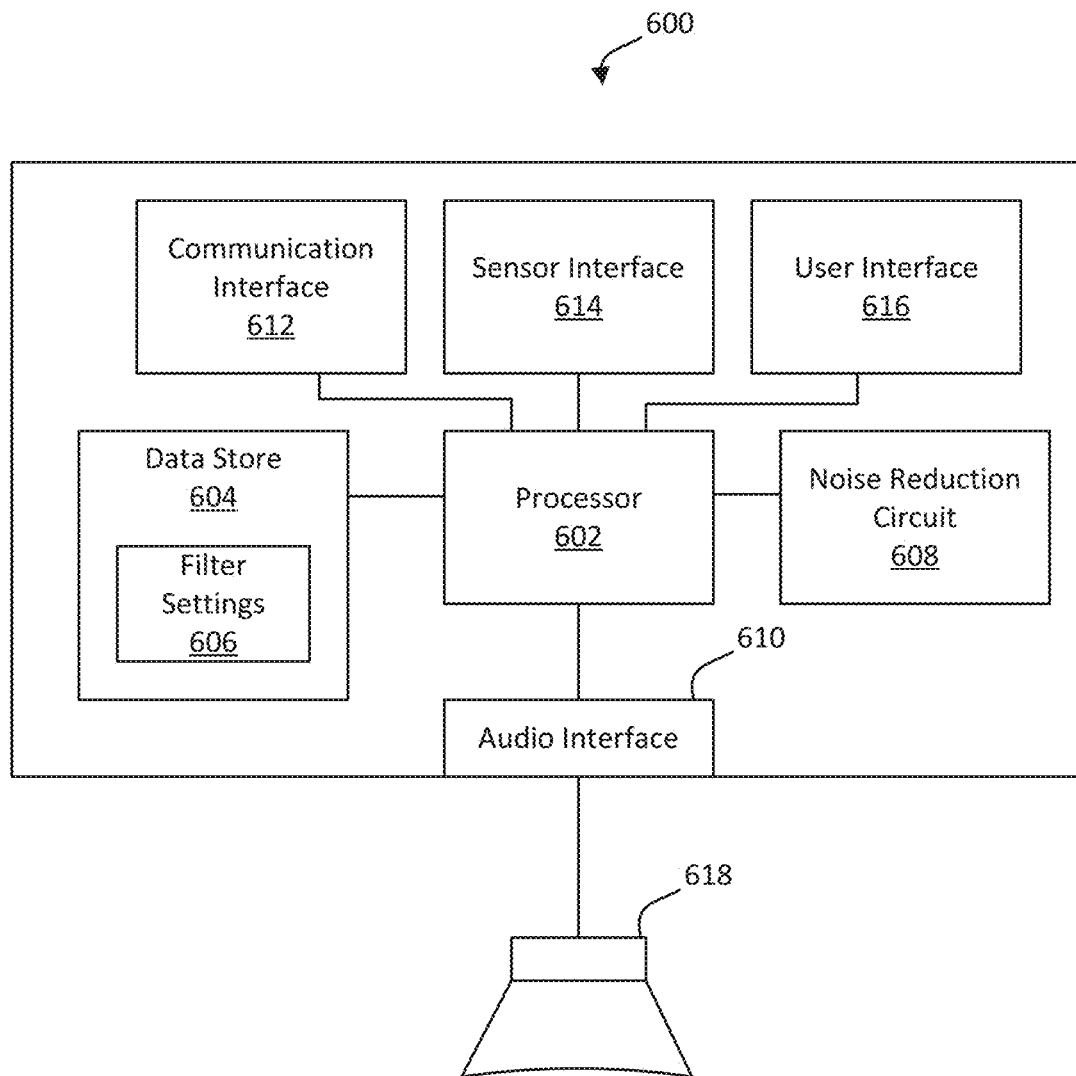 600
Communication
Interface
612
Sensor Interface
614
User Interface
616
Data Store
604
Filter
Settings
606
Processor
602
Noise Reduction
Circuit
608
610
Audio Interface
618